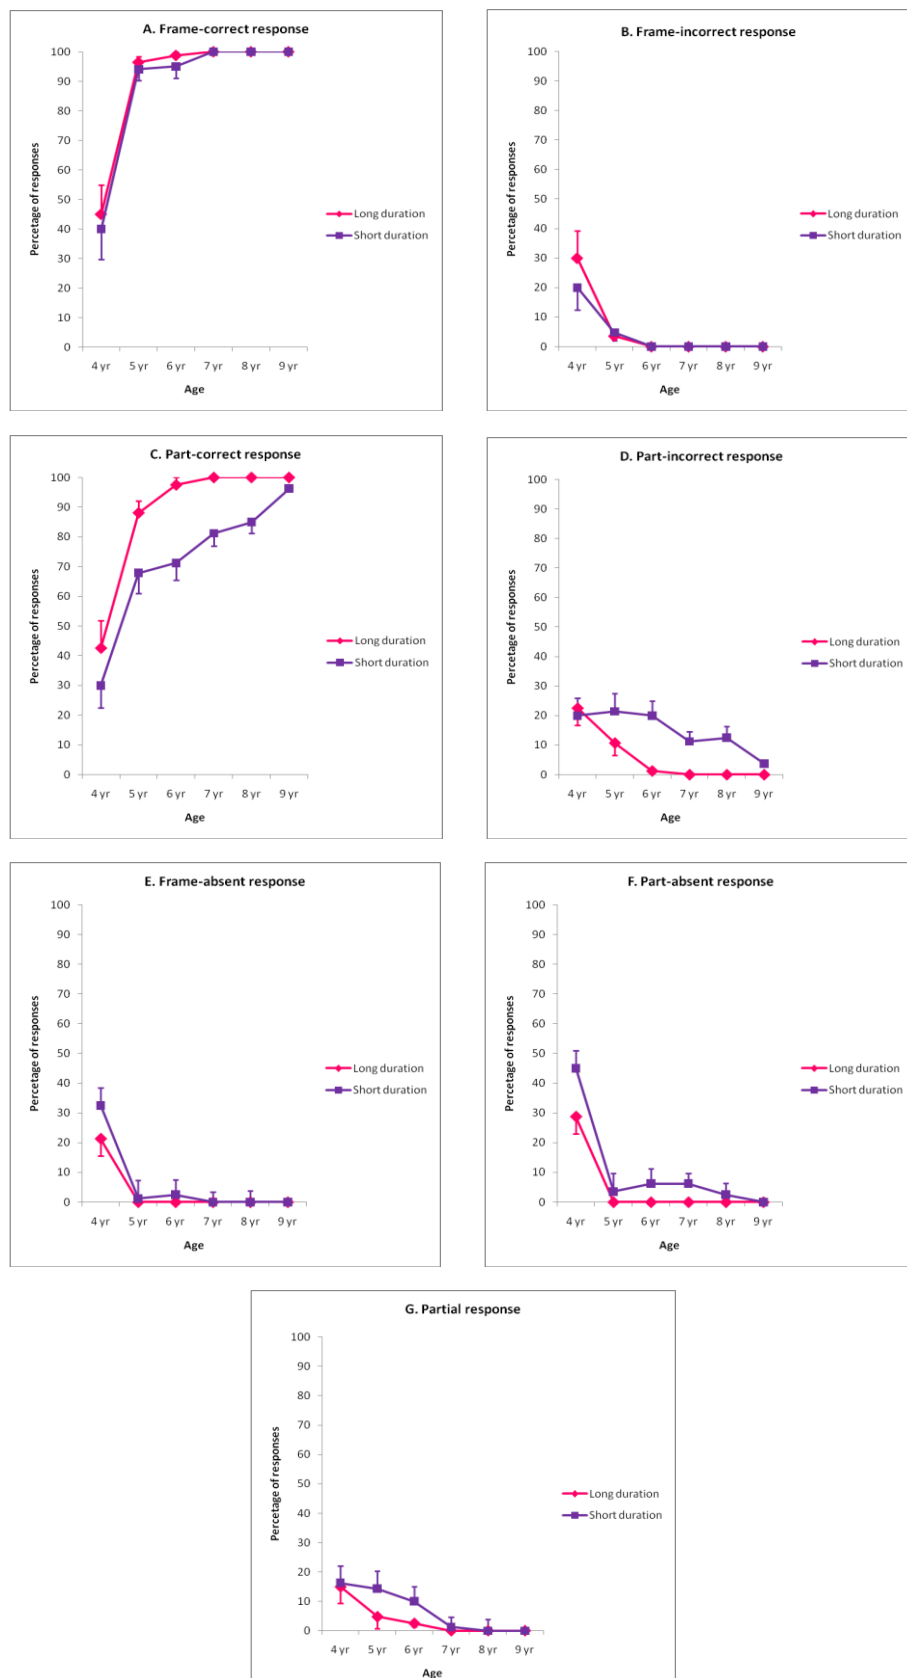 A. Frame-correct response
100
90
80
70
60
50
40
30
20
10
0
Percetage of responses
4 yr 5 yr 6 yr 7 yr 8 yr 9 yr
Age
Long duration
Short duration
B. Frame-incorrect response
100
90
80
70
60
50
40
30
20
10
0
Percetage of responses
4 yr 5 yr 6 yr 7 yr 8 yr 9 yr
Age
Long duration
Short duration
C. Part-correct response
100
90
80
70
60
50
40
30
20
10
0
Percetage of responses
4 yr 5 yr 6 yr 7 yr 8 yr 9 yr
Age
Long duration
Short duration
D. Part-incorrect response
100
90
80
70
60
50
40
30
20
10
0
Percetage of responses
4 yr 5 yr 6 yr 7 yr 8 yr 9 yr
Age
Long duration
Short duration
E. Frame-absent response
100
90
80
70
60
50
40
30
20
10
0
Percetage of responses
4 yr 5 yr 6 yr 7 yr 8 yr 9 yr
Age
Long duration
Short duration
F. Part-absent response
100
90
80
70
60
50
40
30
20
10
0
Percetage of responses
4 yr 5 yr 6 yr 7 yr 8 yr 9 yr
Age
Long duration
Short duration
G. Partial response
100
90
80
70
60
50
40
30
20
10
0
Percetage of responses
4 yr 5 yr 6 yr 7 yr 8 yr 9 yr
Age
Long duration
Short duration